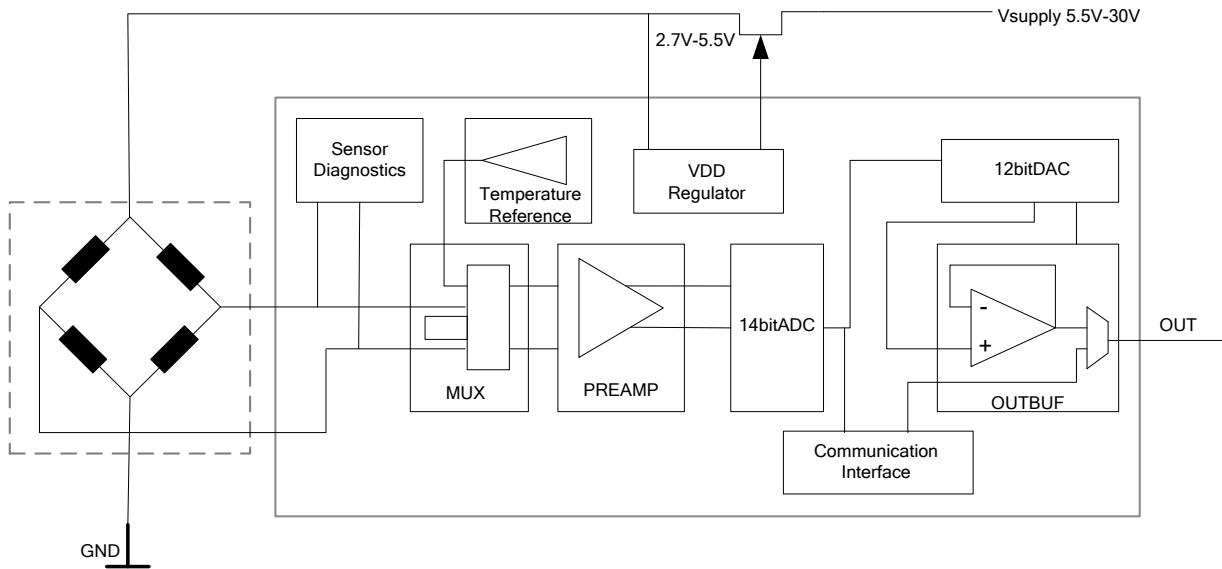 Vsupply 5.5V-30V
2.7V-5.5V
Sensor
Diagnostics
Temperature
Reference
VDD
Regulator
12bitDAC
14bitADC
-
+
OUT
MUX
PREAMP
OUTBUF
Communication
Interface
GND